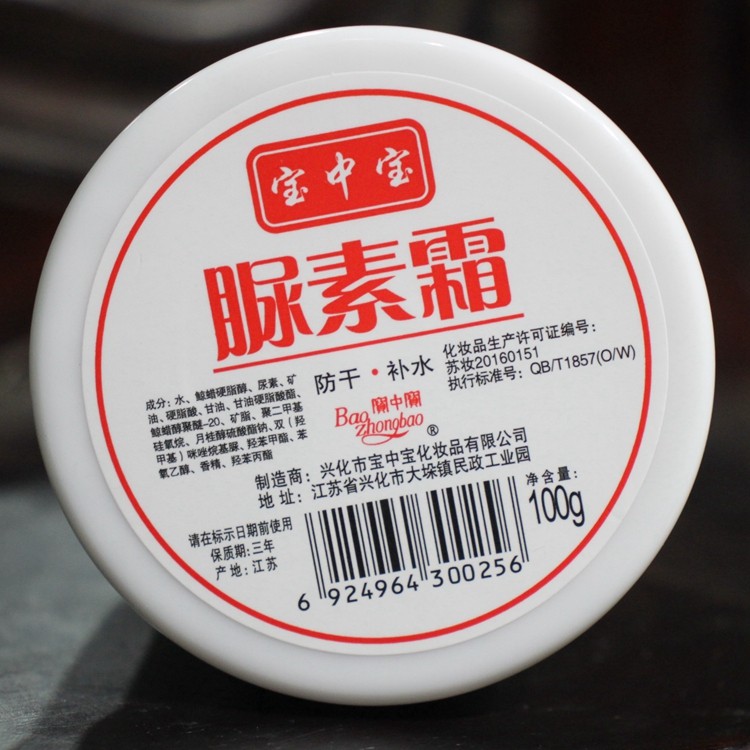 宝中宝
脲素霜
防干·补水
化妆品生产许可证编号:
苏妆20160151
执行标准号: QB/T1857(O/W)
成分: 水、鲸蜡硬脂醇、尿素、矿
油、硬脂酸、甘油、甘油硬脂酸酯、
鲸蜡醇聚醚-20、矿脂、聚二甲基
硅氧烷、月桂醇硫酸酯钠、双(羟
甲基)咪唑烷基脲、羟苯甲酯、苯
氧乙醇、香精、羟苯丙酯
寶中寶
Bao
zhongbao
®
制造商: 兴化市宝中宝化妆品有限公司
地 址: 江苏省兴化市大垛镇民政工业园
净含量:
100g
请在标示日期前使用
保质期: 三年
产 地: 江苏
6 924964 300256